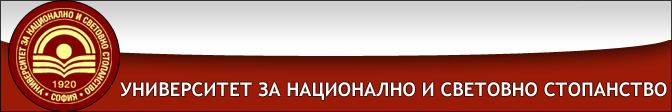 УНИВЕРСИТЕТ ЗА НАЦИОНАЛНО И СВЕТОВНО СТОПАНСТВО
1920
• СОФИЯ •
УНИВЕРСИТЕТ ЗА НАЦИОНАЛНО И СВЕТОВНО СТОПАНСТВО